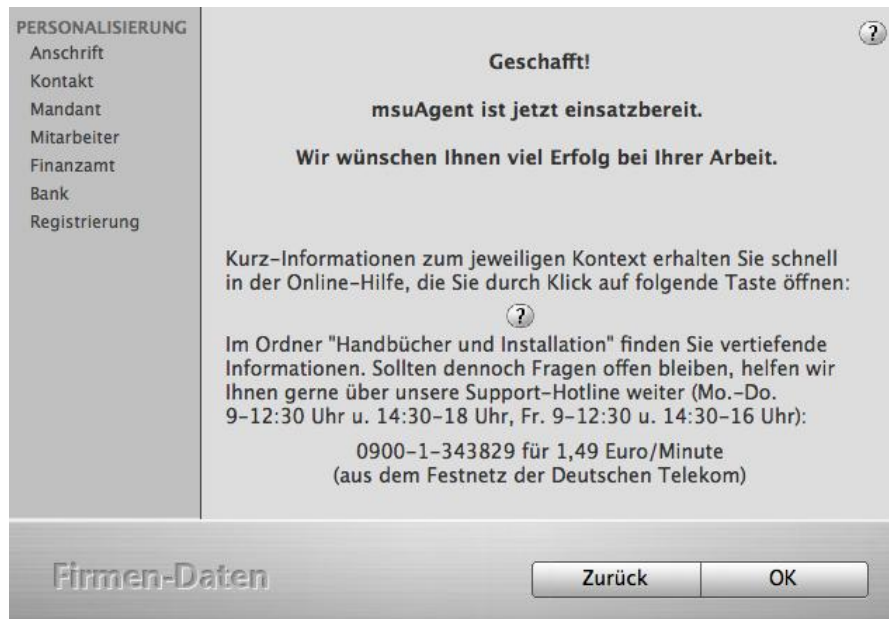 PERSONALISIERUNG
Anschrift
Kontakt
Mandant
Mitarbeiter
Finanzamt
Bank
Registrierung
?
Geschafft!
msuAgent ist jetzt einsatzbereit.
Wir wünschen Ihnen viel Erfolg bei Ihrer Arbeit.
Kurz-Informationen zum jeweiligen Kontext erhalten Sie schnell
in der Online-Hilfe, die Sie durch Klick auf folgende Taste öffnen:
?
Im Ordner "Handbücher und Installation" finden Sie vertiefende
Informationen. Sollten dennoch Fragen offen bleiben, helfen wir
Ihnen gerne über unsere Support-Hotline weiter (Mo.-Do.
9-12:30 Uhr u. 14:30-18 Uhr, Fr. 9-12:30 u. 14:30-16 Uhr):
0900-1-343829 für 1,49 Euro/Minute
(aus dem Festnetz der Deutschen Telekom)
Firmen-Daten
Zurück
OK